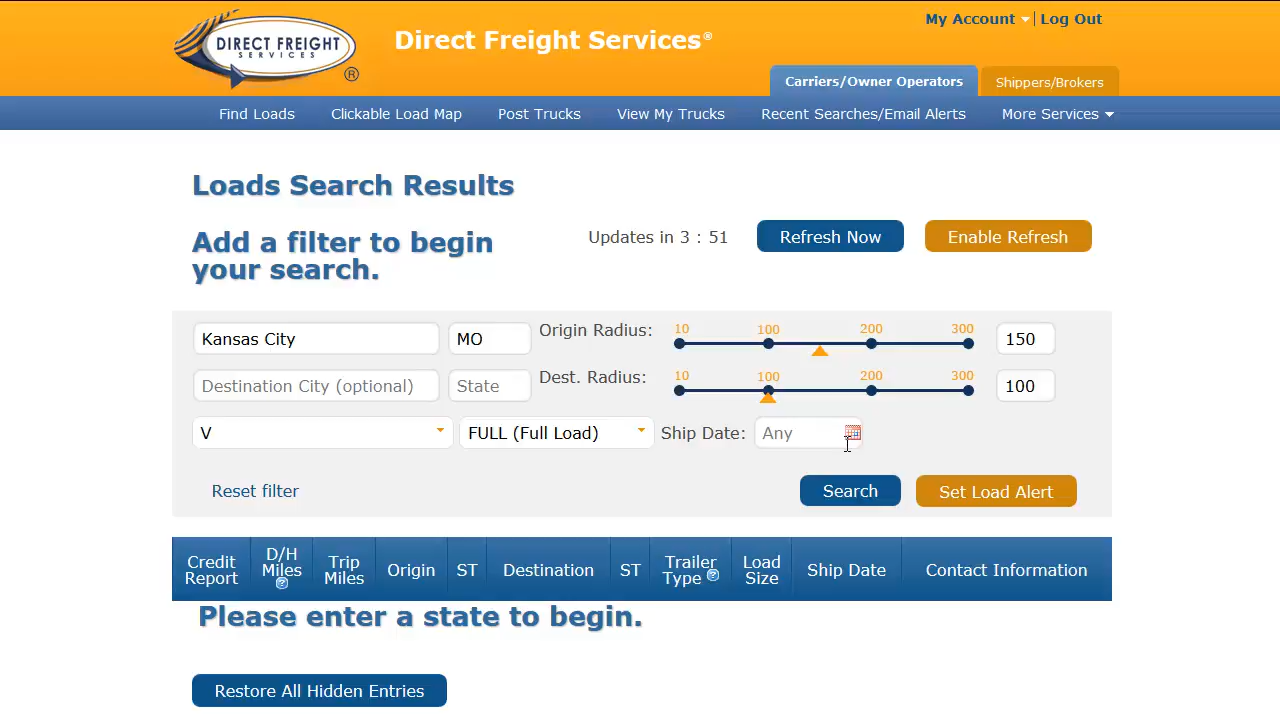 My Account | Log Out
DIRECT FREIGHT
SERVICES
®
Direct Freight Services®
Carriers/Owner Operators
Shippers/Brokers
Find Loads
Clickable Load Map
Post Trucks
View My Trucks
Recent Searches/Email Alerts
More Services
Loads Search Results
Add a filter to begin
your search.
Updates in 3 : 51
Refresh Now
Enable Refresh
Kansas City
MO
Origin Radius:
10 100 200 300
150
Destination City (optional)
State
Dest. Radius:
10 100 200 300
100
V
FULL (Full Load)
Ship Date:
Any
Reset filter
Search
Set Load Alert
Credit
Report
D/H
Miles
?
Trip
Miles
Origin
ST
Destination
ST
Trailer
Type ?
Load
Size
Ship Date
Contact Information
Please enter a state to begin.
Restore All Hidden Entries